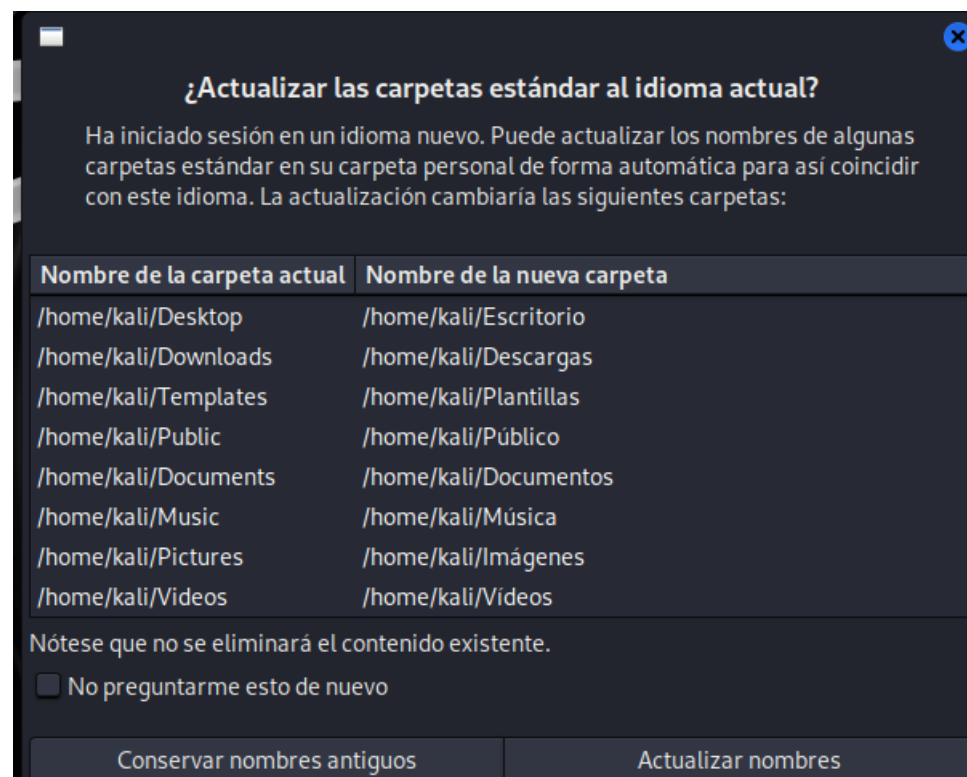 ¿Actualizar las carpetas estándar al idioma actual?
Ha iniciado sesión en un idioma nuevo. Puede actualizar los nombres de algunas
carpetas estándar en su carpeta personal de forma automática para así coincidir
con este idioma. La actualización cambiaría las siguientes carpetas:
Nombre de la carpeta actual Nombre de la nueva carpeta
/home/kali/Desktop /home/kali/Escritorio
/home/kali/Downloads /home/kali/Descargas
/home/kali/Templates /home/kali/Plantillas
/home/kali/Public /home/kali/Público
/home/kali/Documents /home/kali/Documentos
/home/kali/Music /home/kali/Música
/home/kali/Pictures /home/kali/Imágenes
/home/kali/Videos /home/kali/Vídeos
Nótese que no se eliminará el contenido existente.
No preguntarme esto de nuevo
Conservar nombres antiguos Actualizar nombres